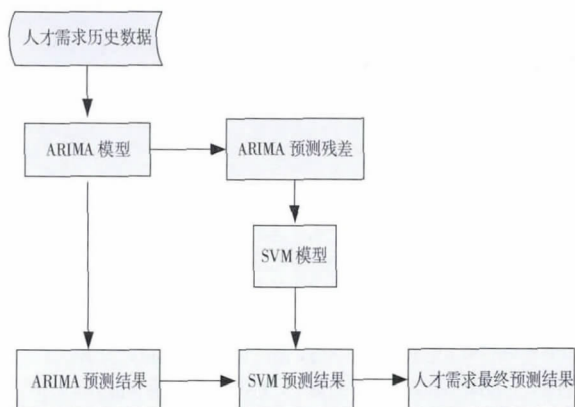 人才需求历史数据
ARIMA 模型
ARIMA 预测残差
SVM 模型
ARIMA 预测结果
SVM 预测结果
人才需求最终预测结果